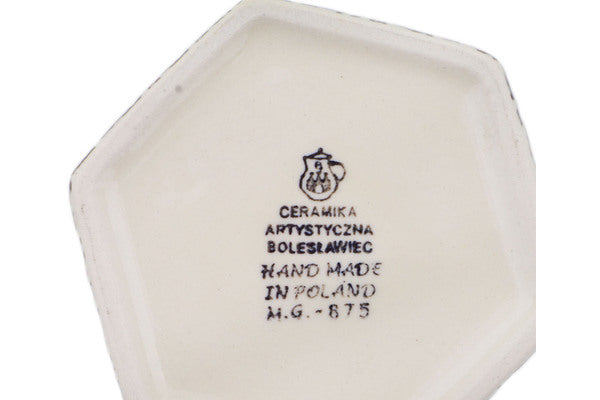 CERAMIKA
ARTYSTYCZNA
BOLESŁAWIEC
HAND MADE
IN POLAND
M.G.-875